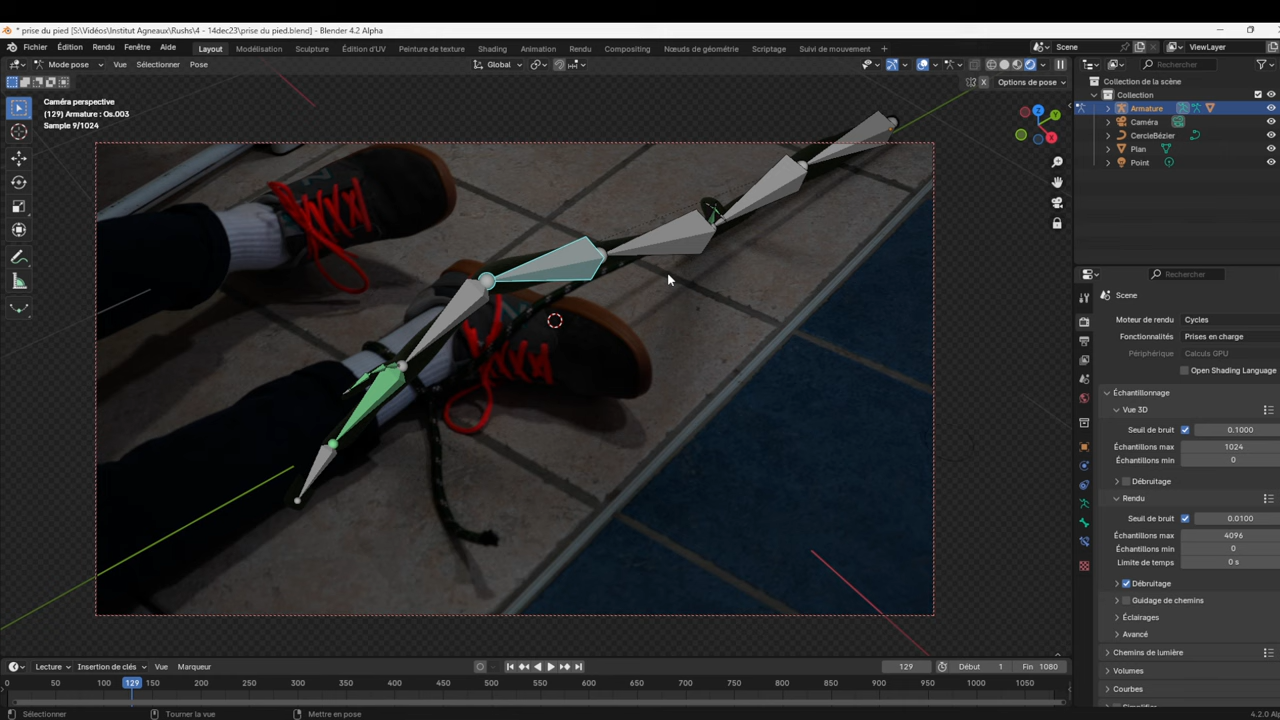 * prise du pied [S:\Vidéos\Institut Agneaux\Rushs\4 - 14dec23\prise du pied.blend] - Blender 4.2 Alpha
Fichier Édition Rendu Fenêtre Aide
Layout Modélisation Sculpture Édition d'UV Peinture de texture Shading Animation Rendu Compositing Nœuds de géométrie Scriptage Suivi de mouvement +
Scene
ViewLayer
Mode pose Vue Sélectionner Pose
Global
Rechercher
X Options de pose
Caméra perspective
(129) Armature : Os.003
Sample 9/1024
Z
Y
X
Collection de la scène
Collection
Armature
Caméra
CercleBézier
Plan
Point
Rechercher
Scene
Moteur de rendu Cycles
Fonctionnalités Prises en charge
Périphérique Calculs GPU
Open Shading Language
Échantillonnage
Vue 3D
Seuil de bruit 0.1000
Échantillons max 1024
Échantillons min 0
Débruitage
Rendu
Seuil de bruit 0.0100
Échantillons max 4096
Échantillons min 0
Limite de temps 0 s
Débruitage
Guidage de chemins
Éclairages
Avancé
Chemins de lumière
Volumes
Courbes
Lecture Insertion de clés Vue Marqueur
129
Début 1
Fin 1080
0 50 100 129 150 200 250 300 350 400 450 500 550 600 650 700 750 800 850 900 950 1000 1050
Sélectionner
Tourner la vue
Mettre en pose